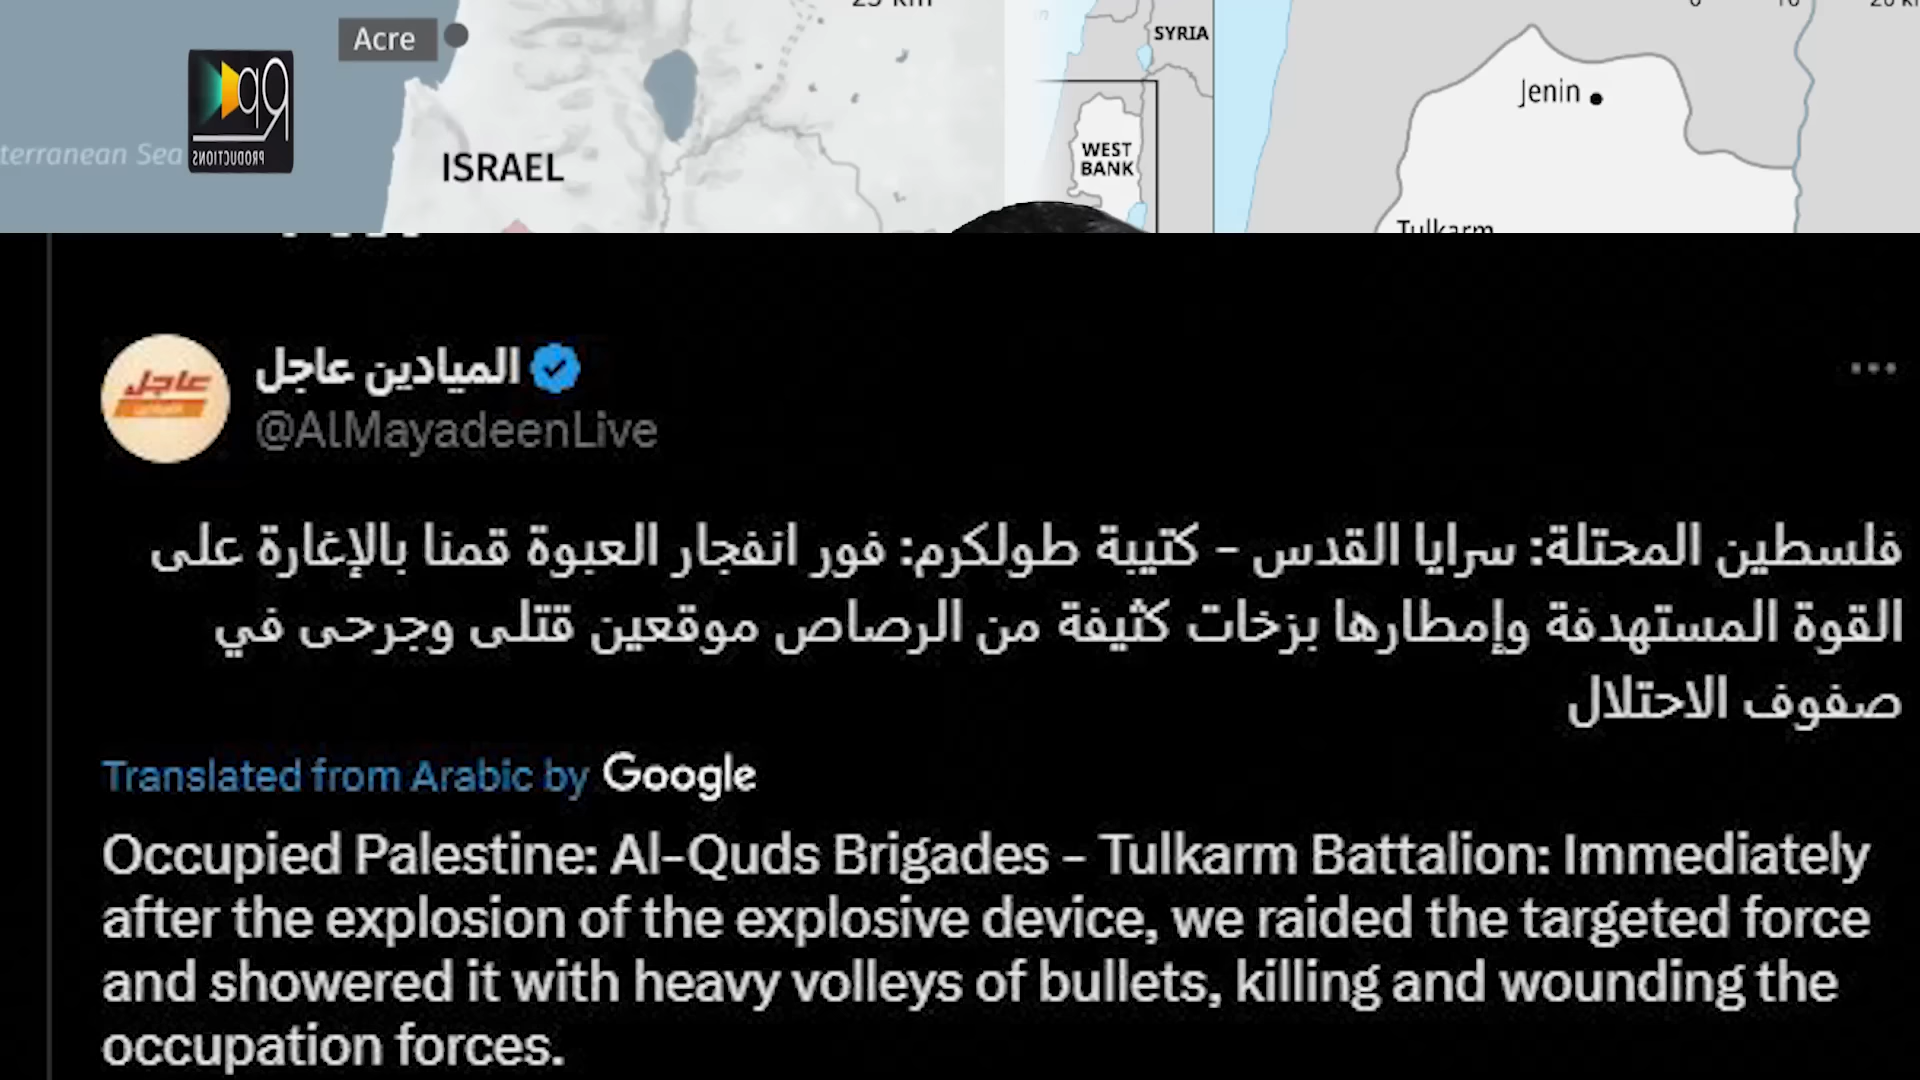 Acre
SYRIA
Jenin
terranean Sea
ISRAEL
WEST
BANK
Tulkarm
PRODUCTIONS
الميادين عاجل
@AlMayadeenLive
عاجل
فلسطين المحتلة: سرايا القدس – كتيبة طولكرم: فور انفجار العبوة قمنا بالإغارة على
القوة المستهدفة وإمطارها بزخات كثيفة من الرصاص موقعين قتلى وجرحى في
صفوف الاحتلال
Translated from Arabic by Google
Occupied Palestine: Al-Quds Brigades – Tulkarm Battalion: Immediately
after the explosion of the explosive device, we raided the targeted force
and showered it with heavy volleys of bullets, killing and wounding the
occupation forces.